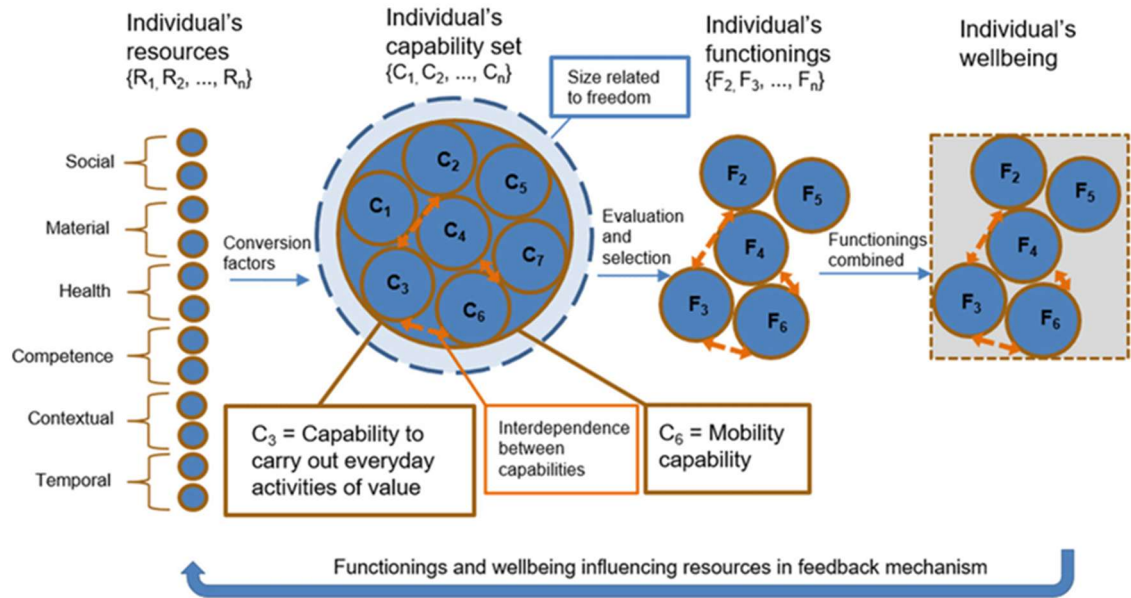 Individual's
resources
{R1, R2, ..., Rn}
Individual's
capability set
{C1, C2, ..., Cn}
Size related
to freedom
Individual's
functionings
{F2, F3, ..., Fn}
Individual's
wellbeing
Social
Material
Health
Competence
Contextual
Temporal
Conversion
factors
C2
C5
C1
C4
C7
C3
C6
Evaluation
and
selection
F2
F5
F4
F3
F6
Functionings
combined
F2
F5
F4
F3
F6
C3 = Capability to
carry out everyday
activities of value
Interdependence
between
capabilities
C6 = Mobility
capability
Functionings and wellbeing influencing resources in feedback mechanism